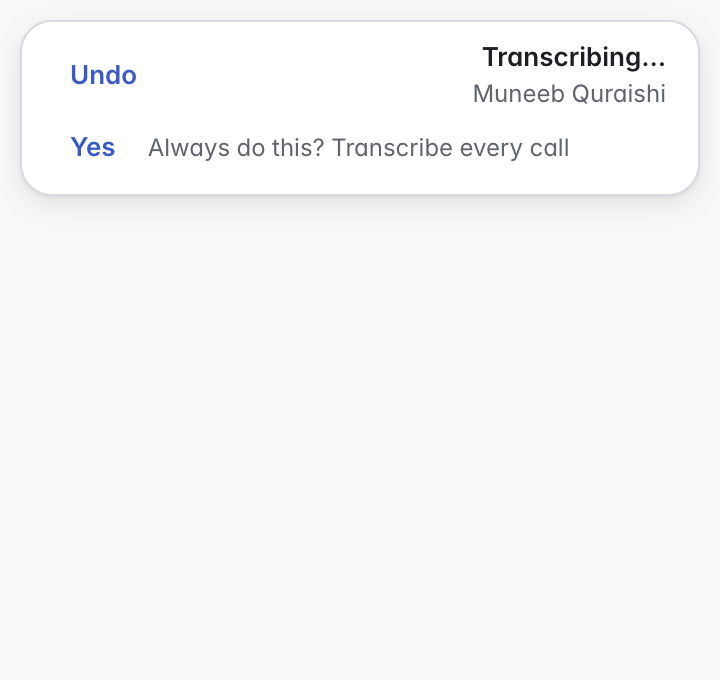 Transcribing...
Muneeb Quraishi
Undo
Yes
Always do this? Transcribe every call